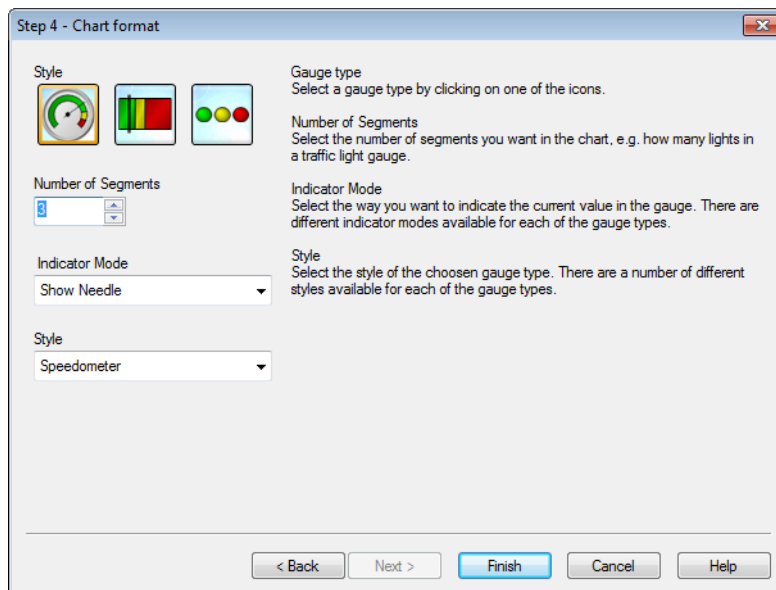 Step 4 - Chart format
Style
Number of Segments
3
Indicator Mode
Show Needle
Style
Speedometer
Gauge type
Select a gauge type by clicking on one of the icons.
Number of Segments
Select the number of segments you want in the chart, e.g. how many lights in
a traffic light gauge.
Indicator Mode
Select the way you want to indicate the current value in the gauge. There are
different indicator modes available for each of the gauge types.
Style
Select the style of the choosen gauge type. There are a number of different
styles available for each of the gauge types.
< Back
Next >
Finish
Cancel
Help